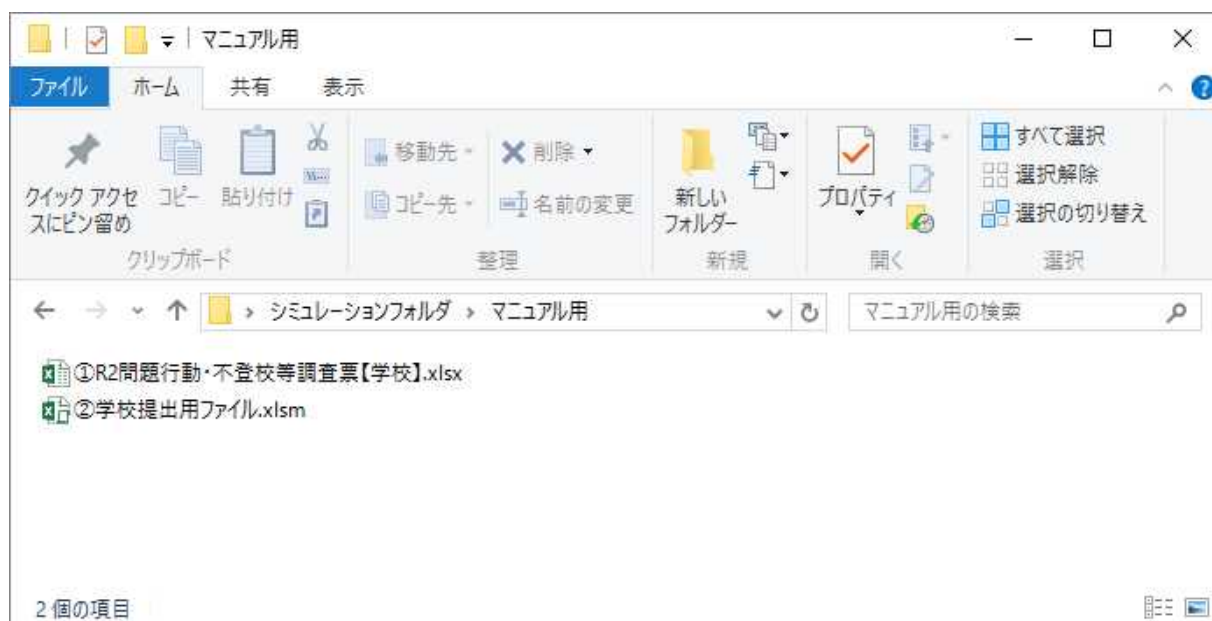 マニュアル用
ファイル ホーム 共有 表示
クイック アクセスにピン留め
コピー
貼り付け
クリップボード
移動先
コピー先
削除
名前の変更
整理
新しいフォルダー
新規
プロパティ
開く
すべて選択
選択解除
選択の切り替え
選択
シミュレーションフォルダ マニュアル用
マニュアル用の検索
①R2問題行動・不登校等調査票【学校】.xlsx
②学校提出用ファイル.xlsm
2 個の項目